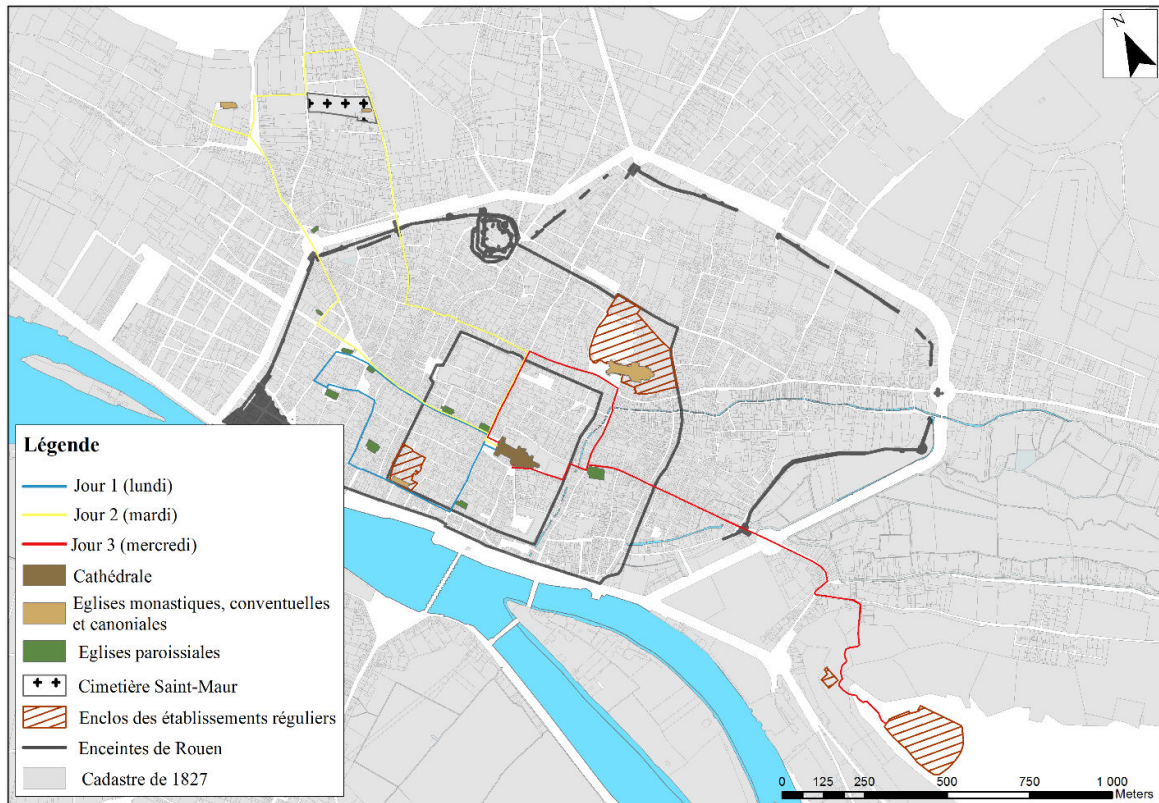 N
Légende
Jour 1 (lundi)
Jour 2 (mardi)
Jour 3 (mercredi)
Cathédrale
Eglises monastiques, conventuelles
et canoniales
Eglises paroissiales
Cimetière Saint-Maur
Enclos des établissements réguliers
Enceintes de Rouen
Cadastre de 1827
0 125 250 500 750 1 000
Meters